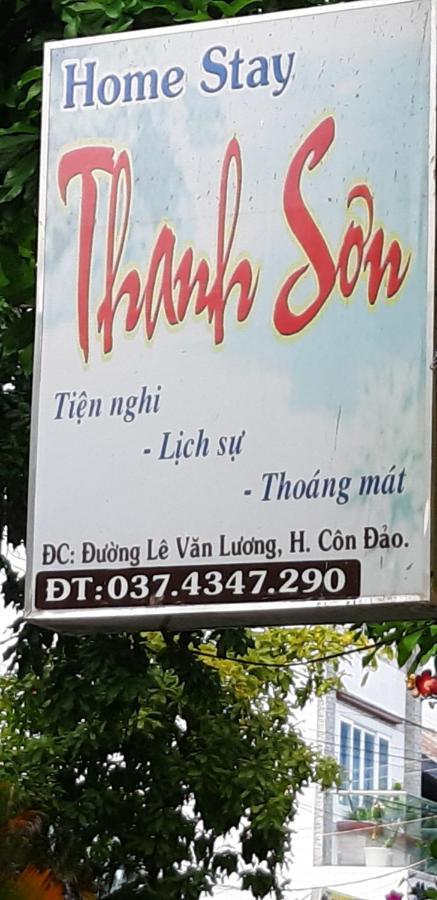 Home Stay
Thanh Sơn
Tiện nghi
- Lịch sự
- Thoáng mát
ĐC: Đường Lê Văn Lương, H. Côn Đảo.
ĐT:037.4347.290